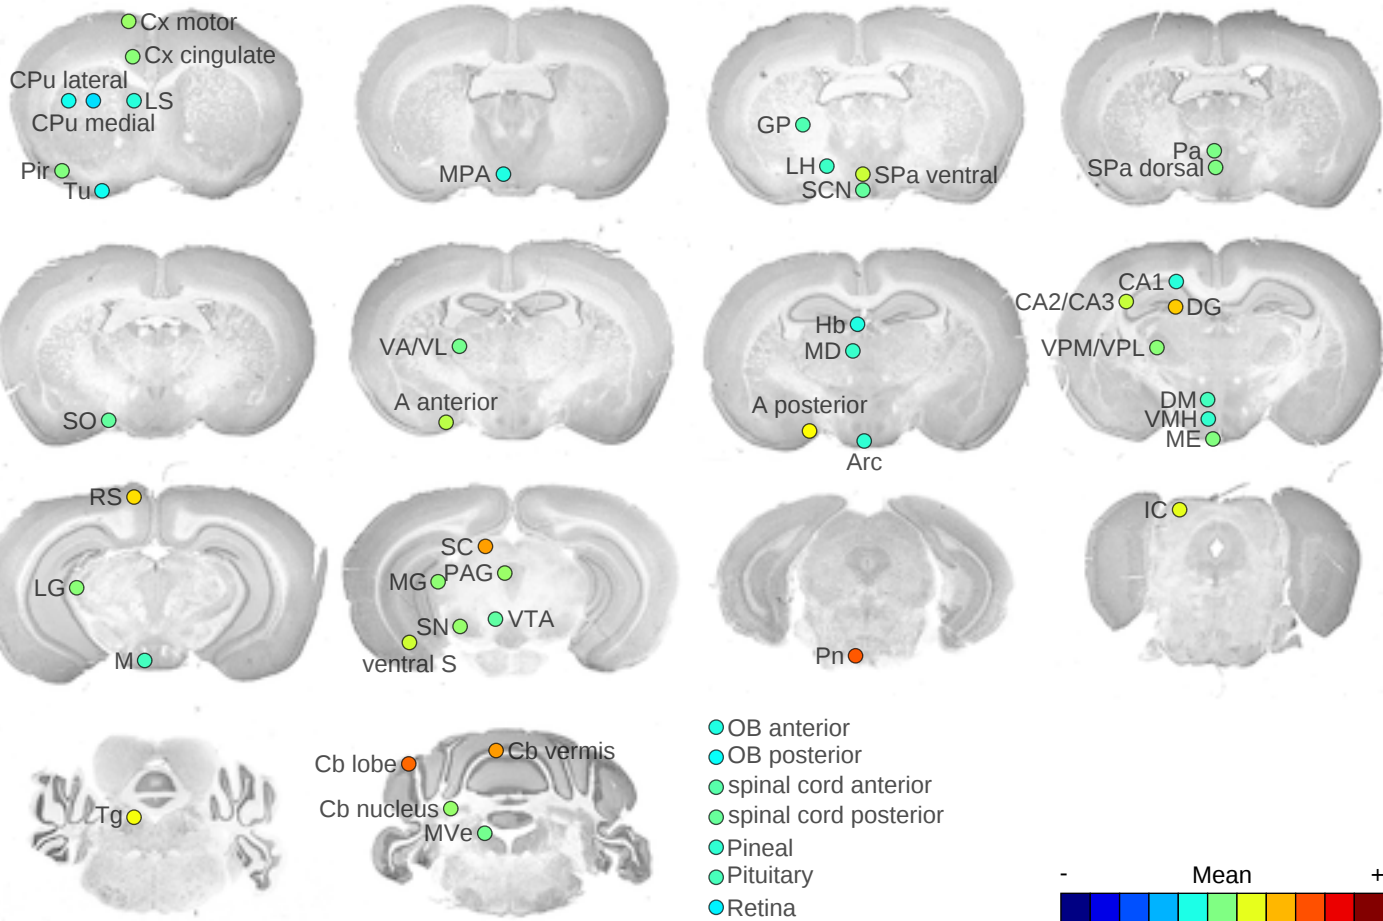 Cx motor
Cx cingulate
CPu lateral
LS
CPu medial
Pir
Tu
MPA
GP
LH
SPa ventral
SCN
Pa
SPa dorsal
SO
VA/VL
A anterior
Hb
MD
A posterior
Arc
CA1
CA2/CA3
DG
VPM/VPL
DM
VMH
ME
RS
LG
M
SC
MG
PAG
SN
VTA
ventral S
Pn
IC
Tg
Cb lobe
Cb vermis
Cb nucleus
MVe
OB anterior
OB posterior
spinal cord anterior
spinal cord posterior
Pineal
Pituitary
Retina
- Mean +